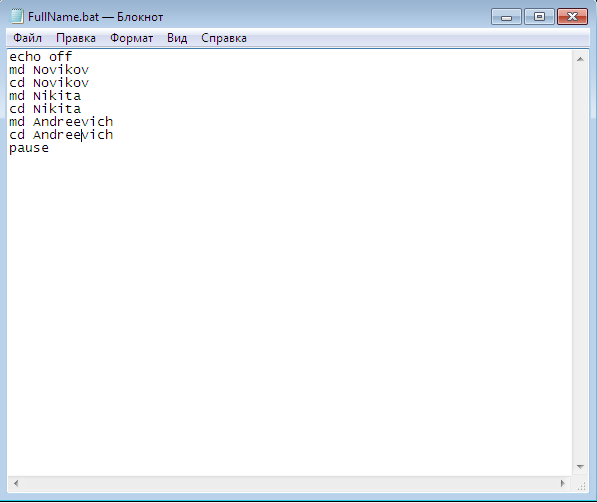 FullName.bat — Блокнот
Файл Правка Формат Вид Справка
echo off
md Novikov
cd Novikov
md Nikita
cd Nikita
md Andreevich
cd Andreevich
pause